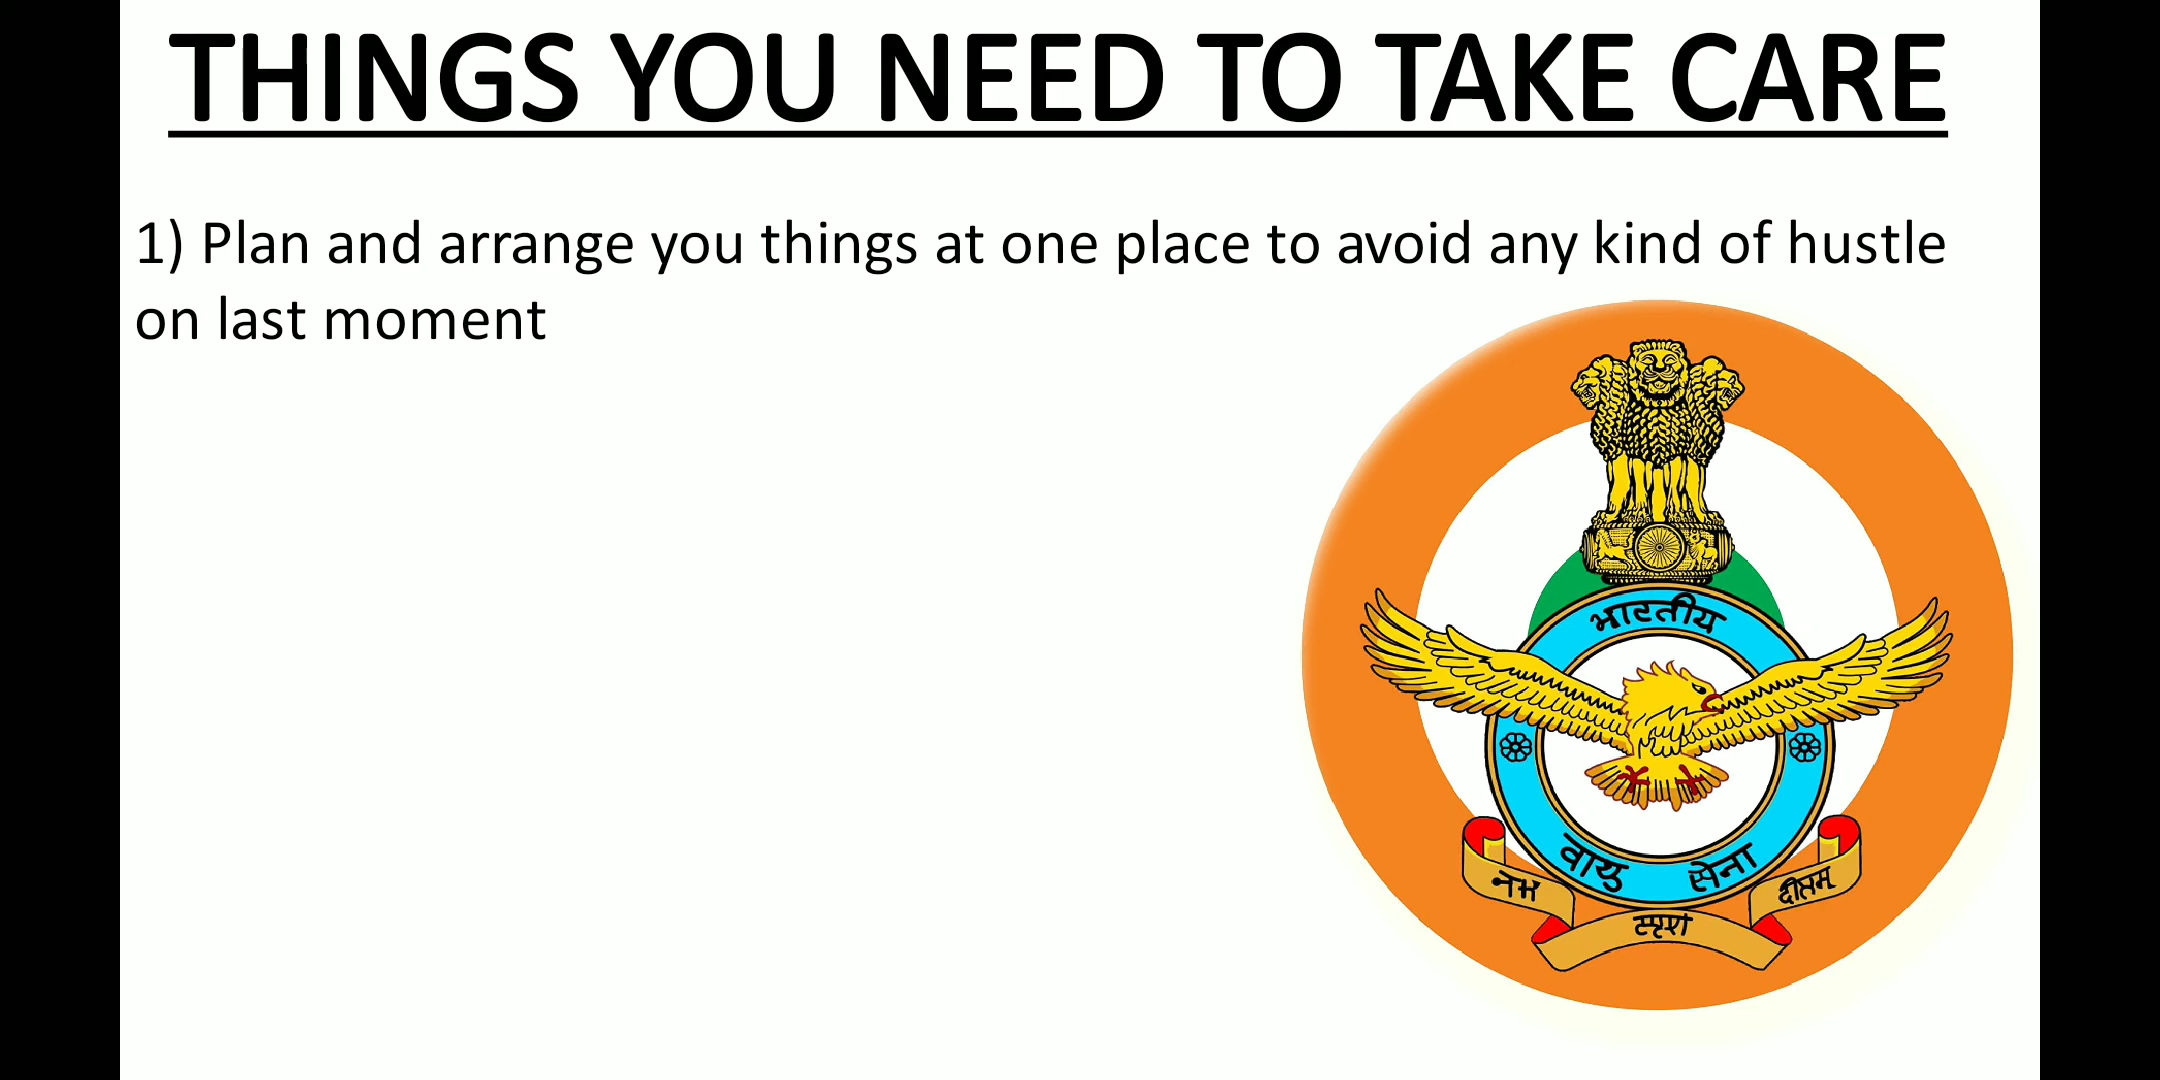 THINGS YOU NEED TO TAKE CARE
1) Plan and arrange you things at one place to avoid any kind of hustle
on last moment
भारतीय
वायु सेना
नभ
स्पृशं
दीप्तम्